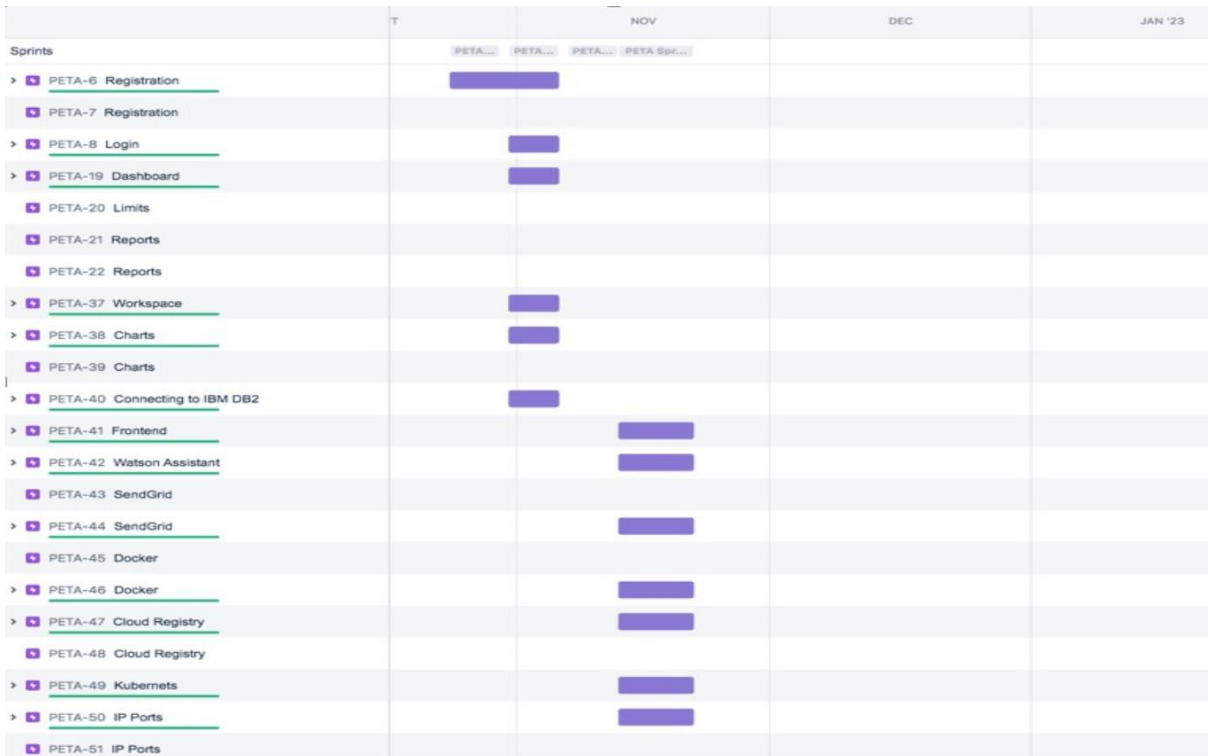 T NOV DEC JAN '23
Sprints PETA... PETA... PETA... PETA Spr...
PETA-6 Registration
PETA-7 Registration
PETA-8 Login
PETA-19 Dashboard
PETA-20 Limits
PETA-21 Reports
PETA-22 Reports
PETA-37 Workspace
PETA-38 Charts
PETA-39 Charts
PETA-40 Connecting to IBM DB2
PETA-41 Frontend
PETA-42 Watson Assistant
PETA-43 SendGrid
PETA-44 SendGrid
PETA-45 Docker
PETA-46 Docker
PETA-47 Cloud Registry
PETA-48 Cloud Registry
PETA-49 Kubernets
PETA-50 IP Ports
PETA-51 IP Ports